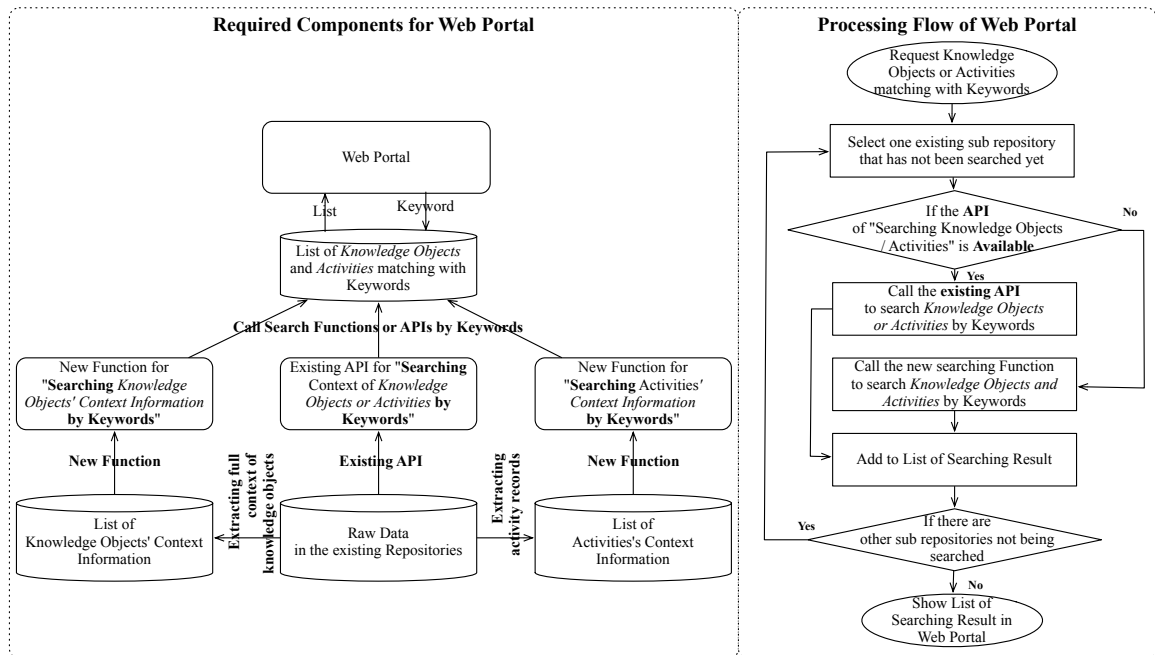 Required Components for Web Portal
Web Portal
List
Keyword
List of Knowledge Objects
and Activities matching with
Keywords
Call Search Functions or APIs by Keywords
New Function for
"Searching Knowledge
Objects' Context Information
by Keywords"
Existing API for "Searching
Context of Knowledge
Objects or Activities by
Keywords"
New Function for
"Searching Activities'
Context Information
by Keywords"
New Function
Extracting full
context of
knowledge objects
Existing API
Extracting
activity records
New Function
List of
Knowledge Objects' Context
Information
Raw Data
in the existing Repositories
List of
Activities's Context
Information
Processing Flow of Web Portal
Request Knowledge
Objects or Activities
matching with Keywords
Select one existing sub repository
that has not been searched yet
If the API
of "Searching Knowledge Objects
/ Activities" is Available
No
Yes
Call the existing API
to search Knowledge Objects
or Activities by Keywords
Call the new searching Function
to search Knowledge Objects and
Activities by Keywords
Add to List of Searching Result
Yes
If there are
other sub repositories not being
searched
No
Show List of
Searching Result in
Web Portal